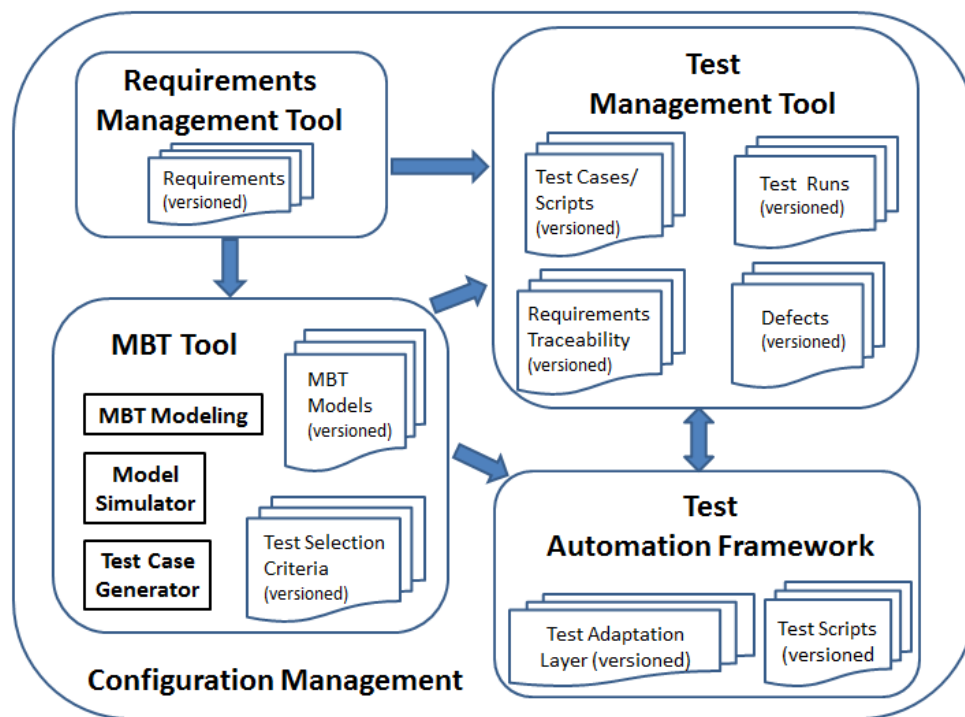 Requirements
Management Tool
Requirements
(versioned)
Test
Management Tool
Test Cases/
Scripts
(versioned)
Test Runs
(versioned)
Requirements
Traceability
(versioned)
Defects
(versioned)
MBT Tool
MBT Modeling
Model
Simulator
Test Case
Generator
MBT
Models
(versioned)
Test Selection
Criteria
(versioned)
Test
Automation Framework
Test Adaptation
Layer (versioned)
Test Scripts
(versioned
Configuration Management